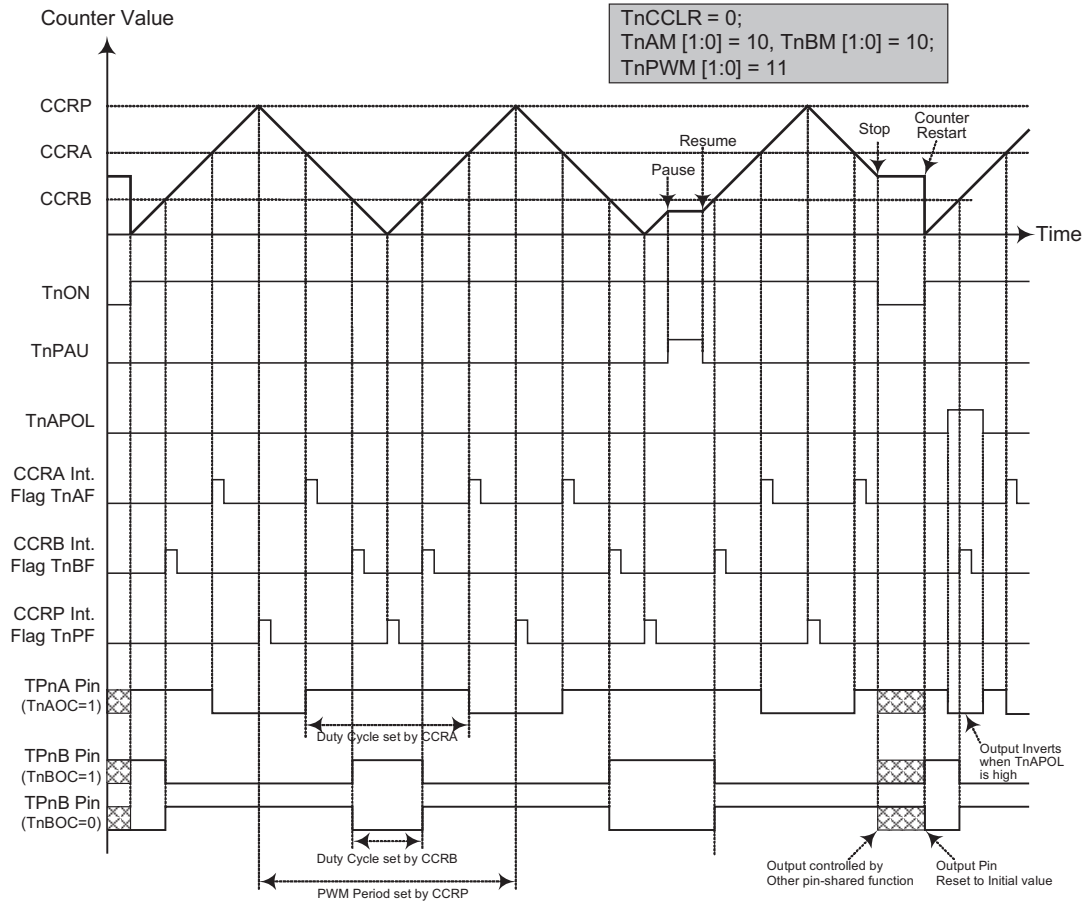 Counter Value
TnCCLR = 0;
TnAM [1:0] = 10, TnBM [1:0] = 10;
TnPWM [1:0] = 11
CCRP
CCRA
CCRB
Pause
Resume
Stop
Counter
Restart
Time
TnON
TnPAU
TnAPOL
CCRA Int.
Flag TnAF
CCRB Int.
Flag TnBF
CCRP Int.
Flag TnPF
TPnA Pin
(TnAOC=1)
Duty Cycle set by CCRA
Output Inverts
when TnAPOL
is high
TPnB Pin
(TnBOC=1)
TPnB Pin
(TnBOC=0)
Duty Cycle set by CCRB
PWM Period set by CCRP
Output controlled by
Other pin-shared function
Output Pin
Reset to Initial value